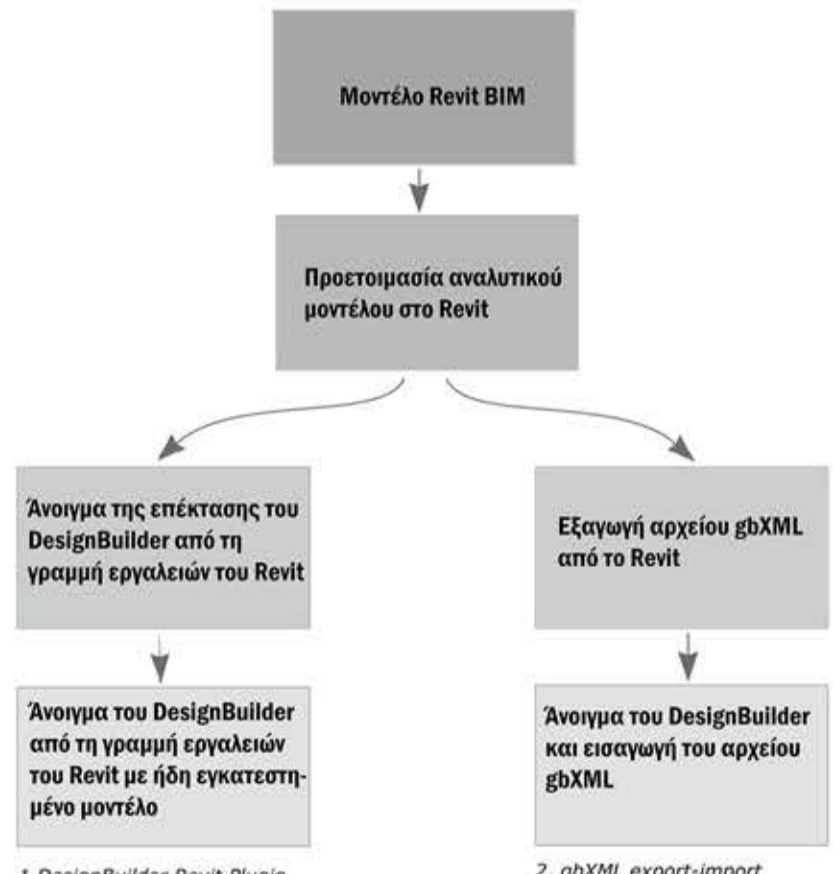 Μοντέλο Revit BIM
Προετοιμασία αναλυτικού
μοντέλου στο Revit
Άνοιγμα της επέκτασης του
DesignBuilder από τη
γραμμή εργαλειών του Revit
Άνοιγμα του DesignBuilder
από τη γραμμή εργαλειών
του Revit με ήδη εγκατεστη-
μένο μοντέλο
1 DesignBuilder Revit Plugin
Εξαγωγή αρχείου gbXML
από το Revit
Άνοιγμα του DesignBuilder
και εισαγωγή του αρχείου
gbXML
2. gbXML export-import